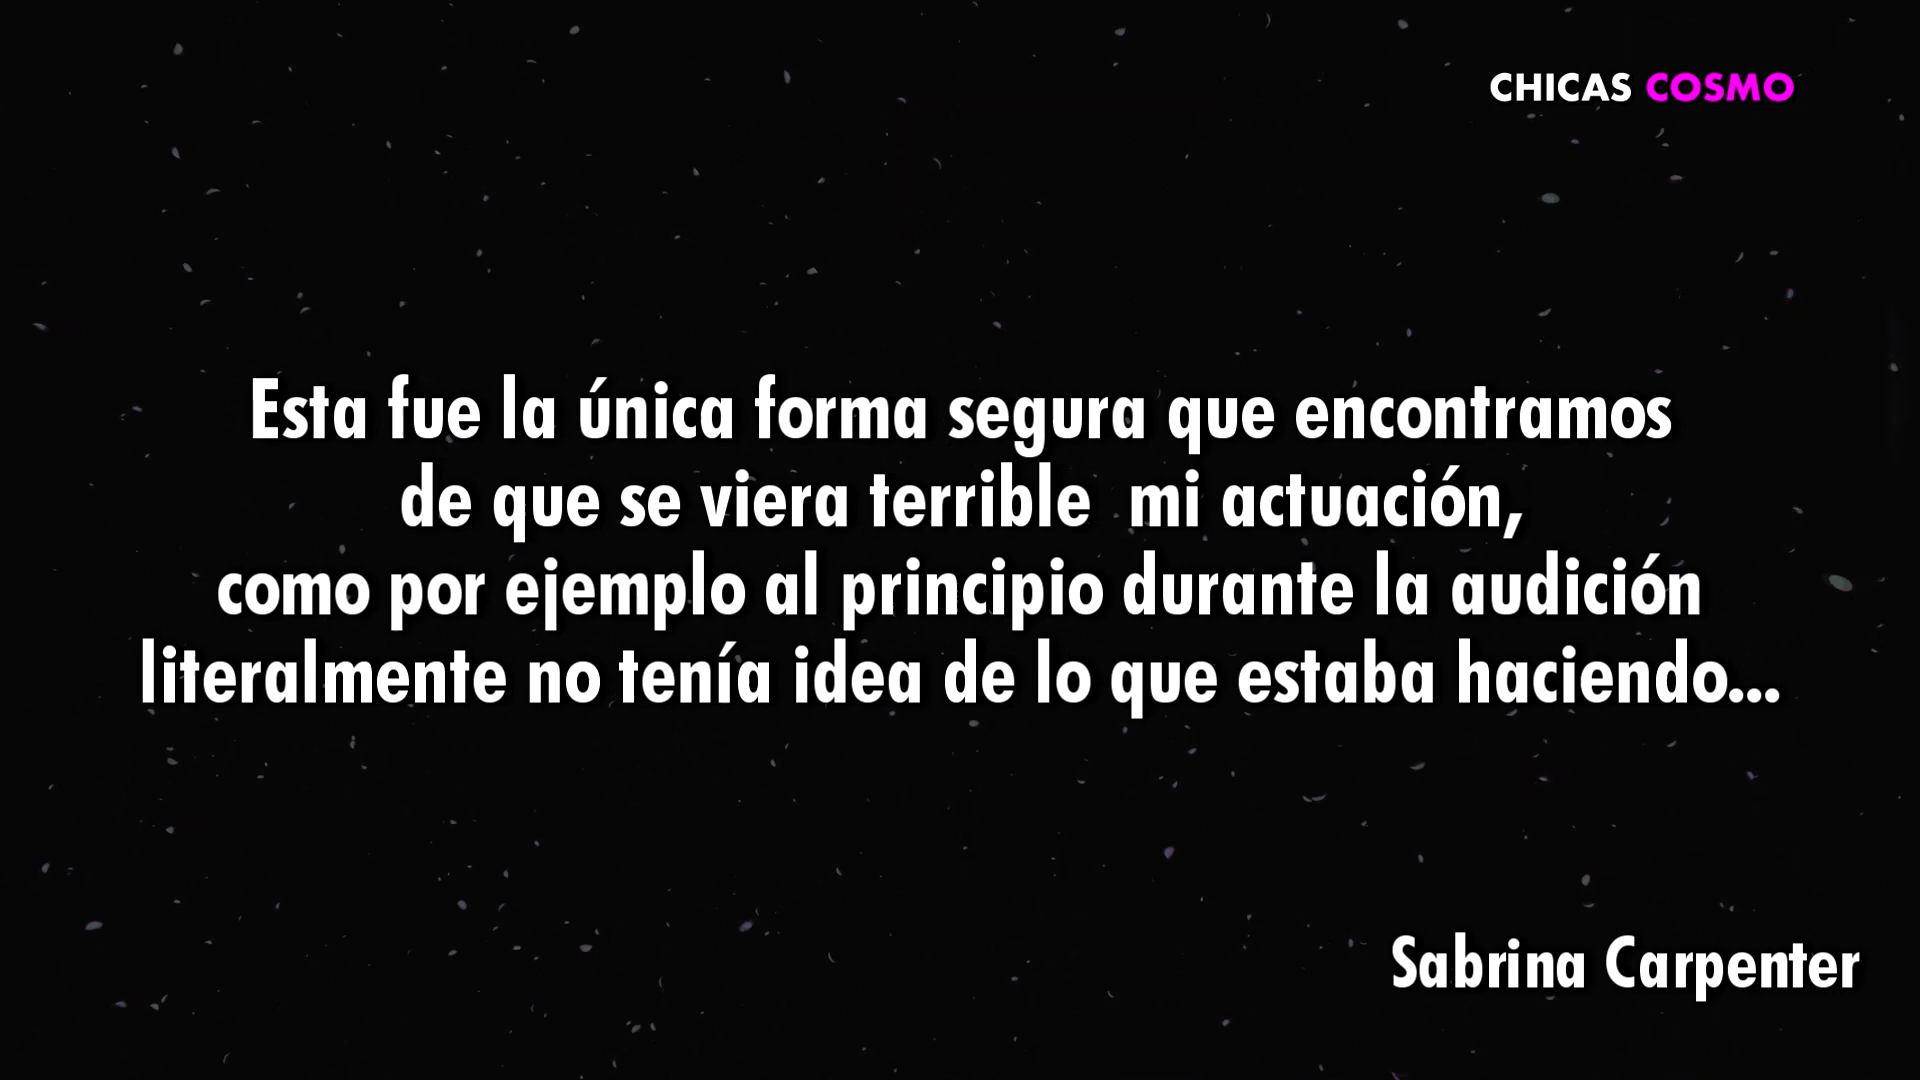 CHICAS COSMO
Esta fue la única forma segura que encontramos
de que se viera terrible mi actuación,
como por ejemplo al principio durante la audición
literalmente no tenía idea de lo que estaba haciendo...
Sabrina Carpenter